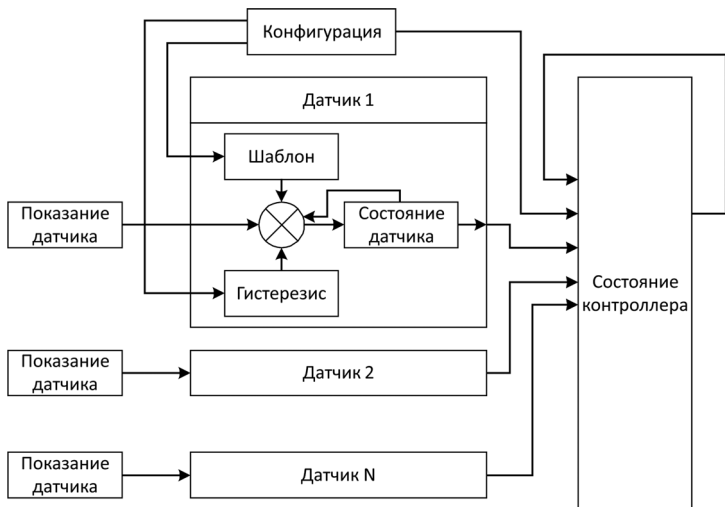 Конфигурация
Датчик 1
Шаблон
Показание
датчика
Состояние
датчика
Гистерезис
Состояние
контроллера
Показание
датчика
Датчик 2
Показание
датчика
Датчик N